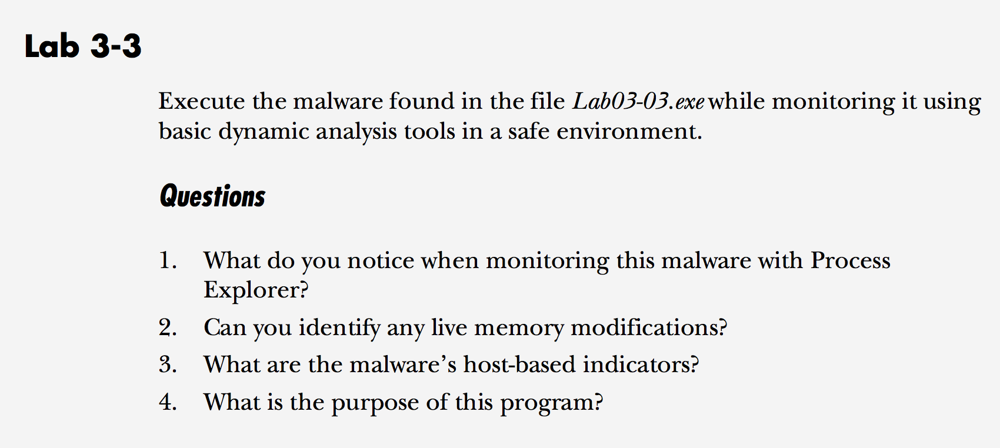 Lab 3-3
Execute the malware found in the file Lab03-03.exe while monitoring it using
basic dynamic analysis tools in a safe environment.
Questions
1. What do you notice when monitoring this malware with Process
Explorer?
2. Can you identify any live memory modifications?
3. What are the malware’s host-based indicators?
4. What is the purpose of this program?